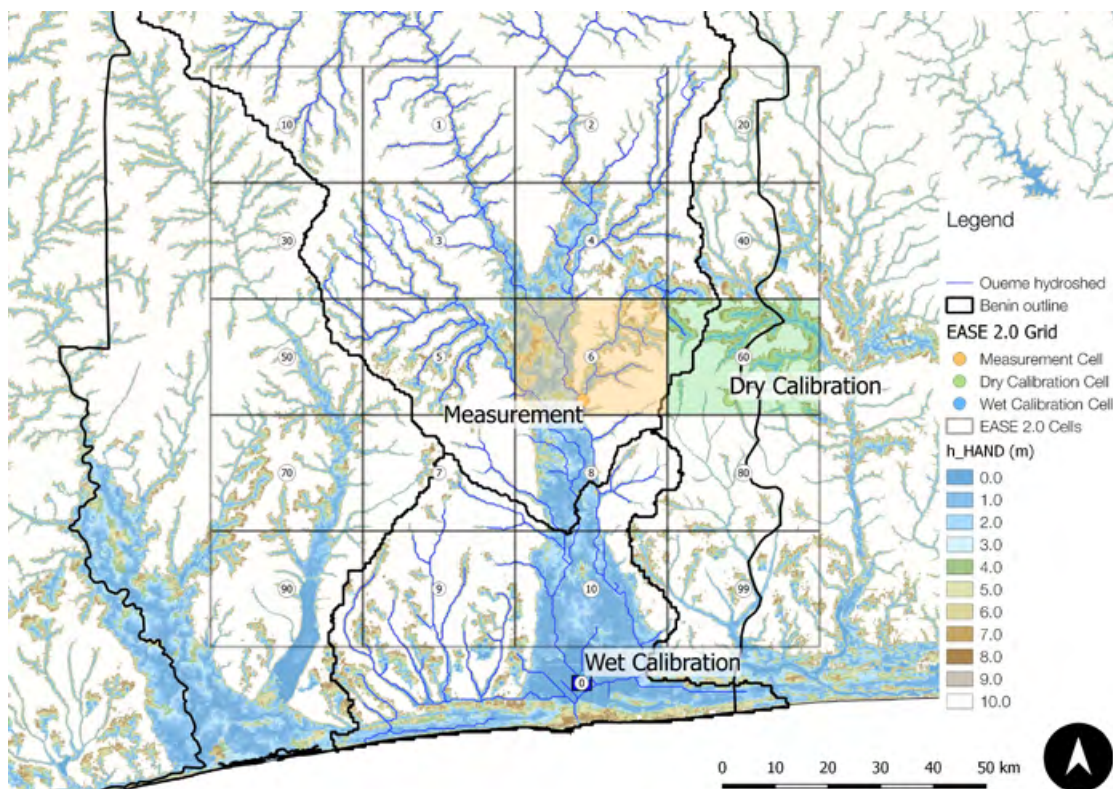 10
1
2
20
30
3
4
40
50
5
6
60
Dry Calibration
Measurement
70
7
8
80
90
9
10
99
Wet Calibration
0
Legend
Oueme hydroshed
Benin outline
EASE 2.0 Grid
Measurement Cell
Dry Calibration Cell
Wet Calibration Cell
EASE 2.0 Cells
h_HAND (m)
0.0
1.0
2.0
3.0
4.0
5.0
6.0
7.0
8.0
9.0
10.0
0 10 20 30 40 50 km